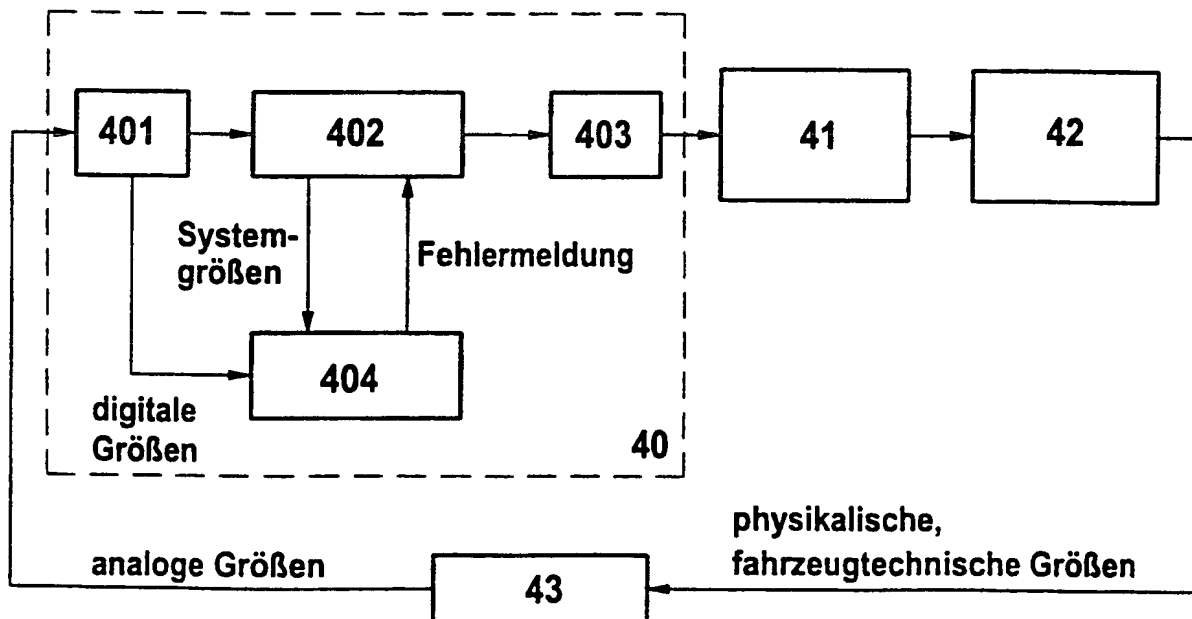 401
402
403
41
42
System-
größen
Fehlermeldung
404
digitale
Größen
40
physikalische,
fahrzeugtechnische Größen
analoge Größen
43